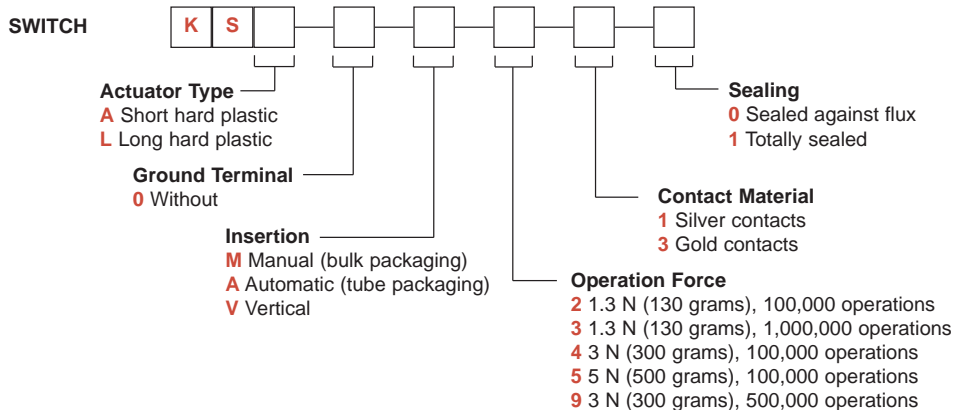 SWITCH K S
Actuator Type
A Short hard plastic
L Long hard plastic
Ground Terminal
0 Without
Insertion
M Manual (bulk packaging)
A Automatic (tube packaging)
V Vertical
Operation Force
2 1.3 N (130 grams), 100,000 operations
3 1.3 N (130 grams), 1,000,000 operations
4 3 N (300 grams), 100,000 operations
5 5 N (500 grams), 100,000 operations
9 3 N (300 grams), 500,000 operations
Contact Material
1 Silver contacts
3 Gold contacts
Sealing
0 Sealed against flux
1 Totally sealed